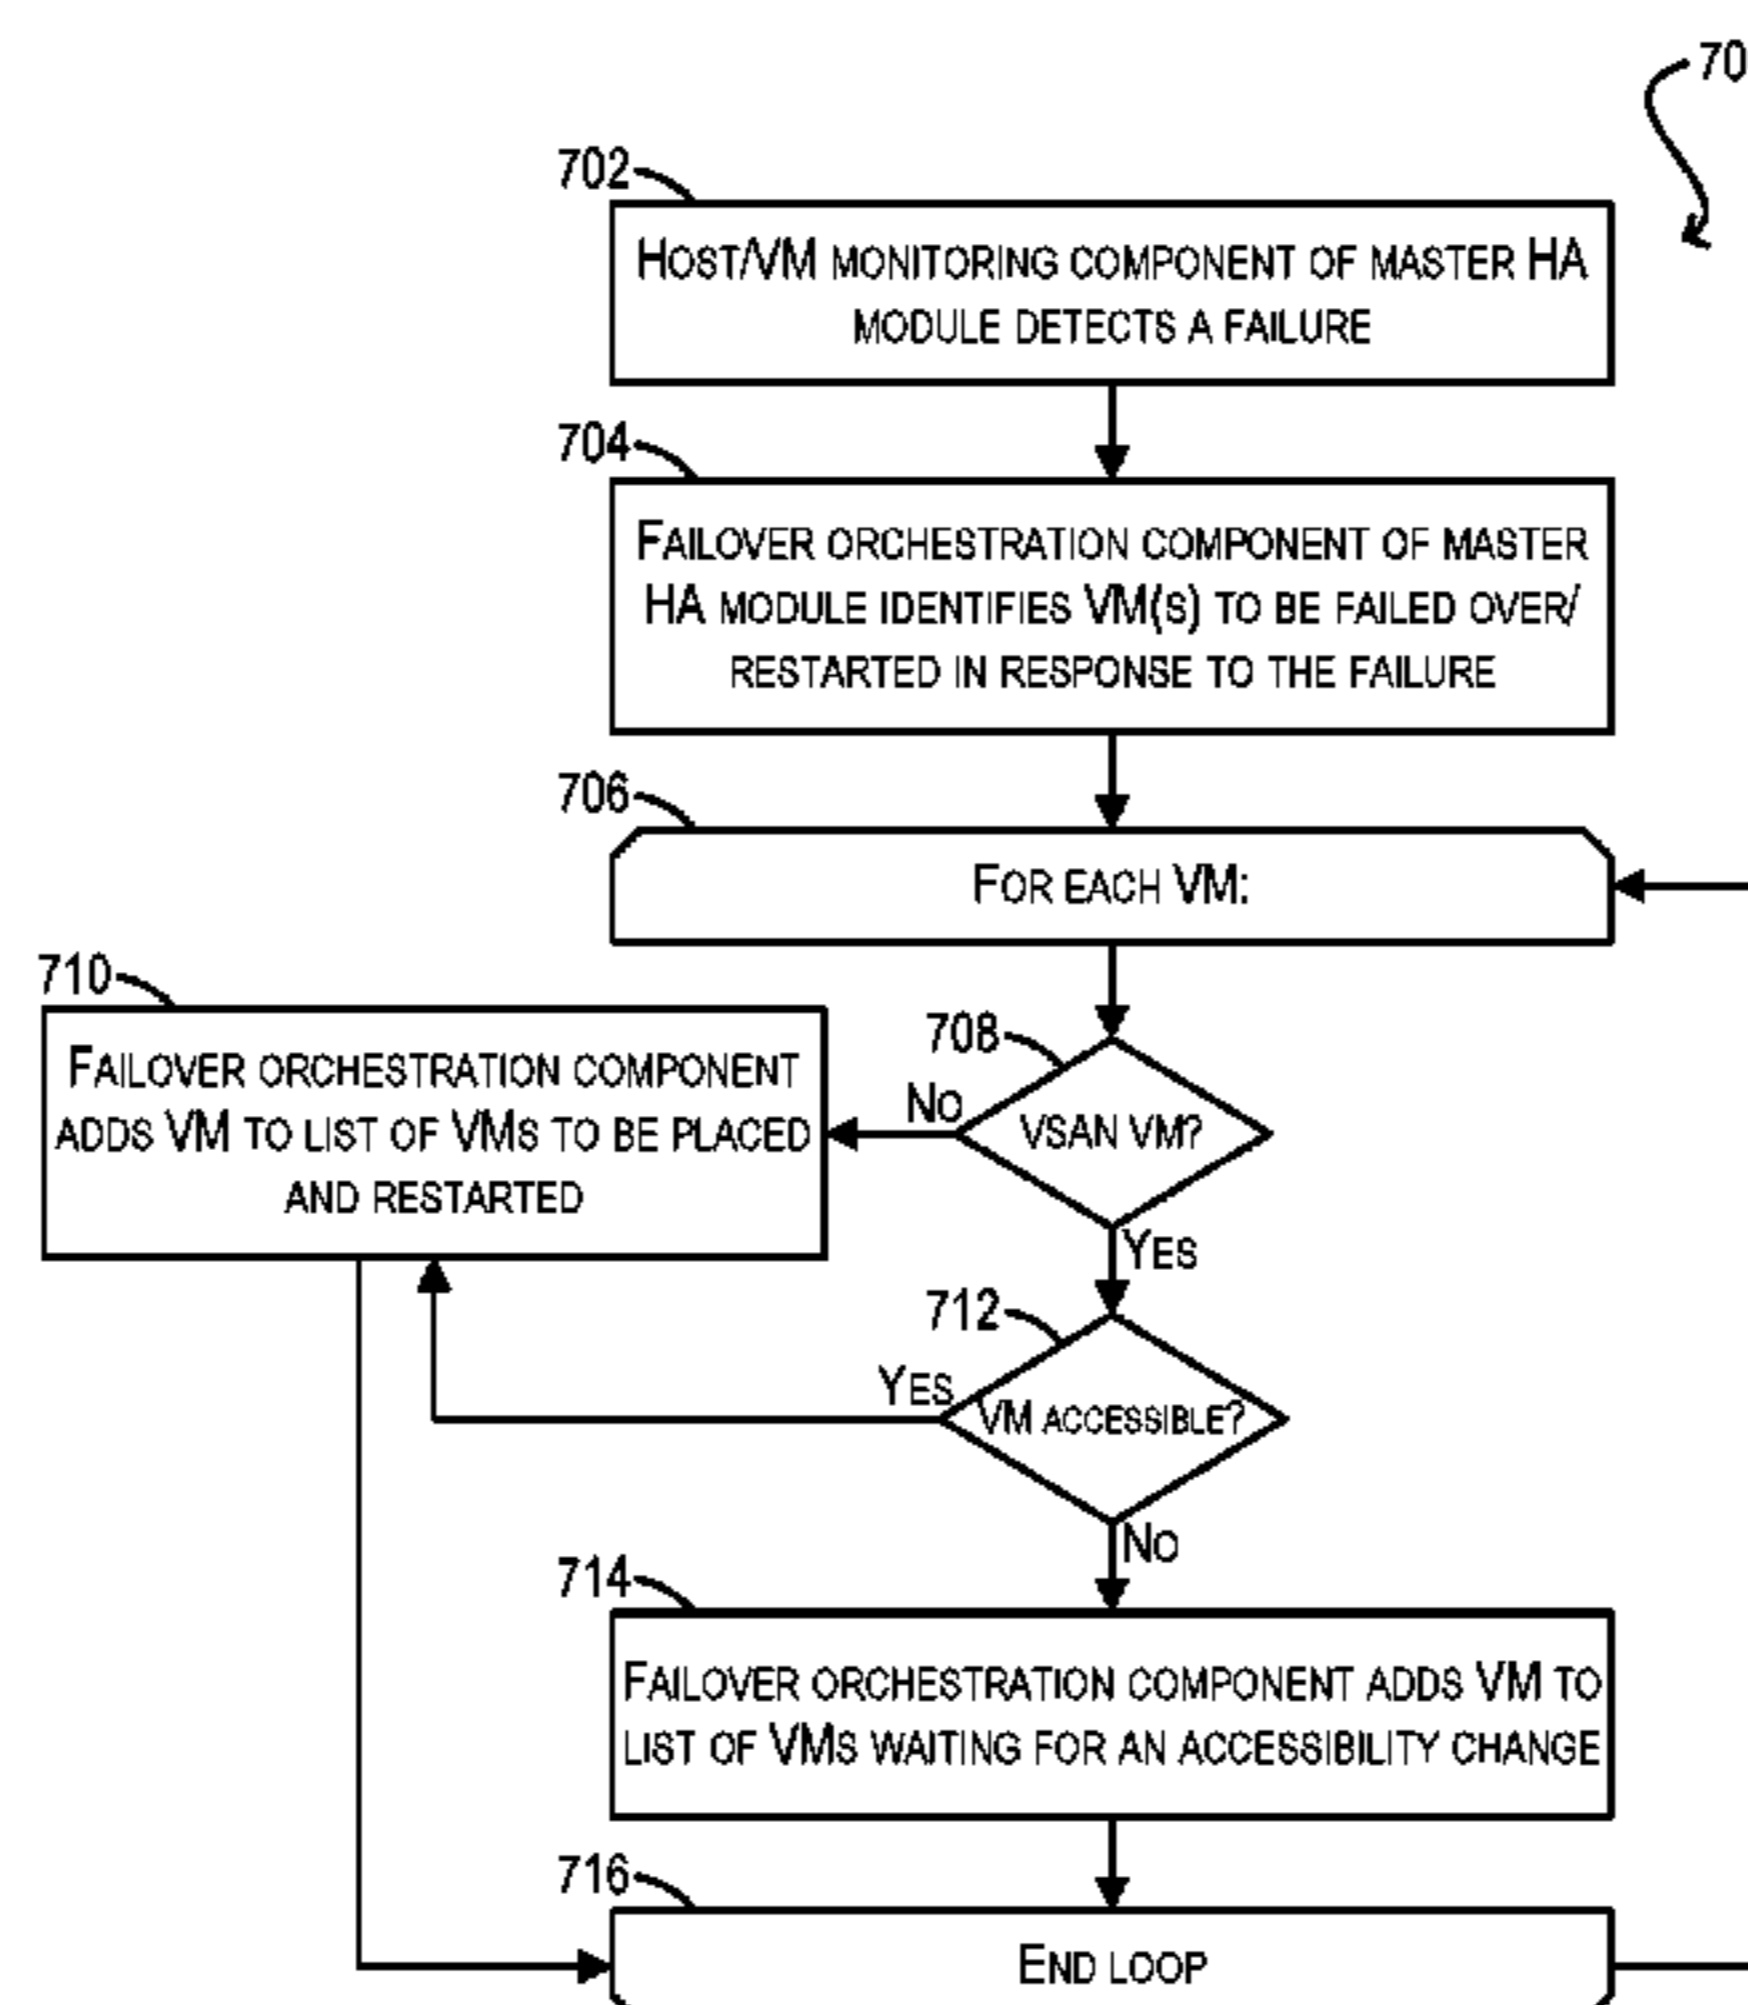 70
702
HOST/VM MONITORING COMPONENT OF MASTER HA
MODULE DETECTS A FAILURE
704
FAILOVER ORCHESTRATION COMPONENT OF MASTER
HA MODULE IDENTIFIES VM(S) TO BE FAILED OVER/
RESTARTED IN RESPONSE TO THE FAILURE
706
FOR EACH VM:
710
FAILOVER ORCHESTRATION COMPONENT
ADDS VM TO LIST OF VMS TO BE PLACED
AND RESTARTED
708
NO
VSAN VM?
YES
712
YES
VM ACCESSIBLE?
NO
714
FAILOVER ORCHESTRATION COMPONENT ADDS VM TO
LIST OF VMS WAITING FOR AN ACCESSIBILITY CHANGE
716
END LOOP